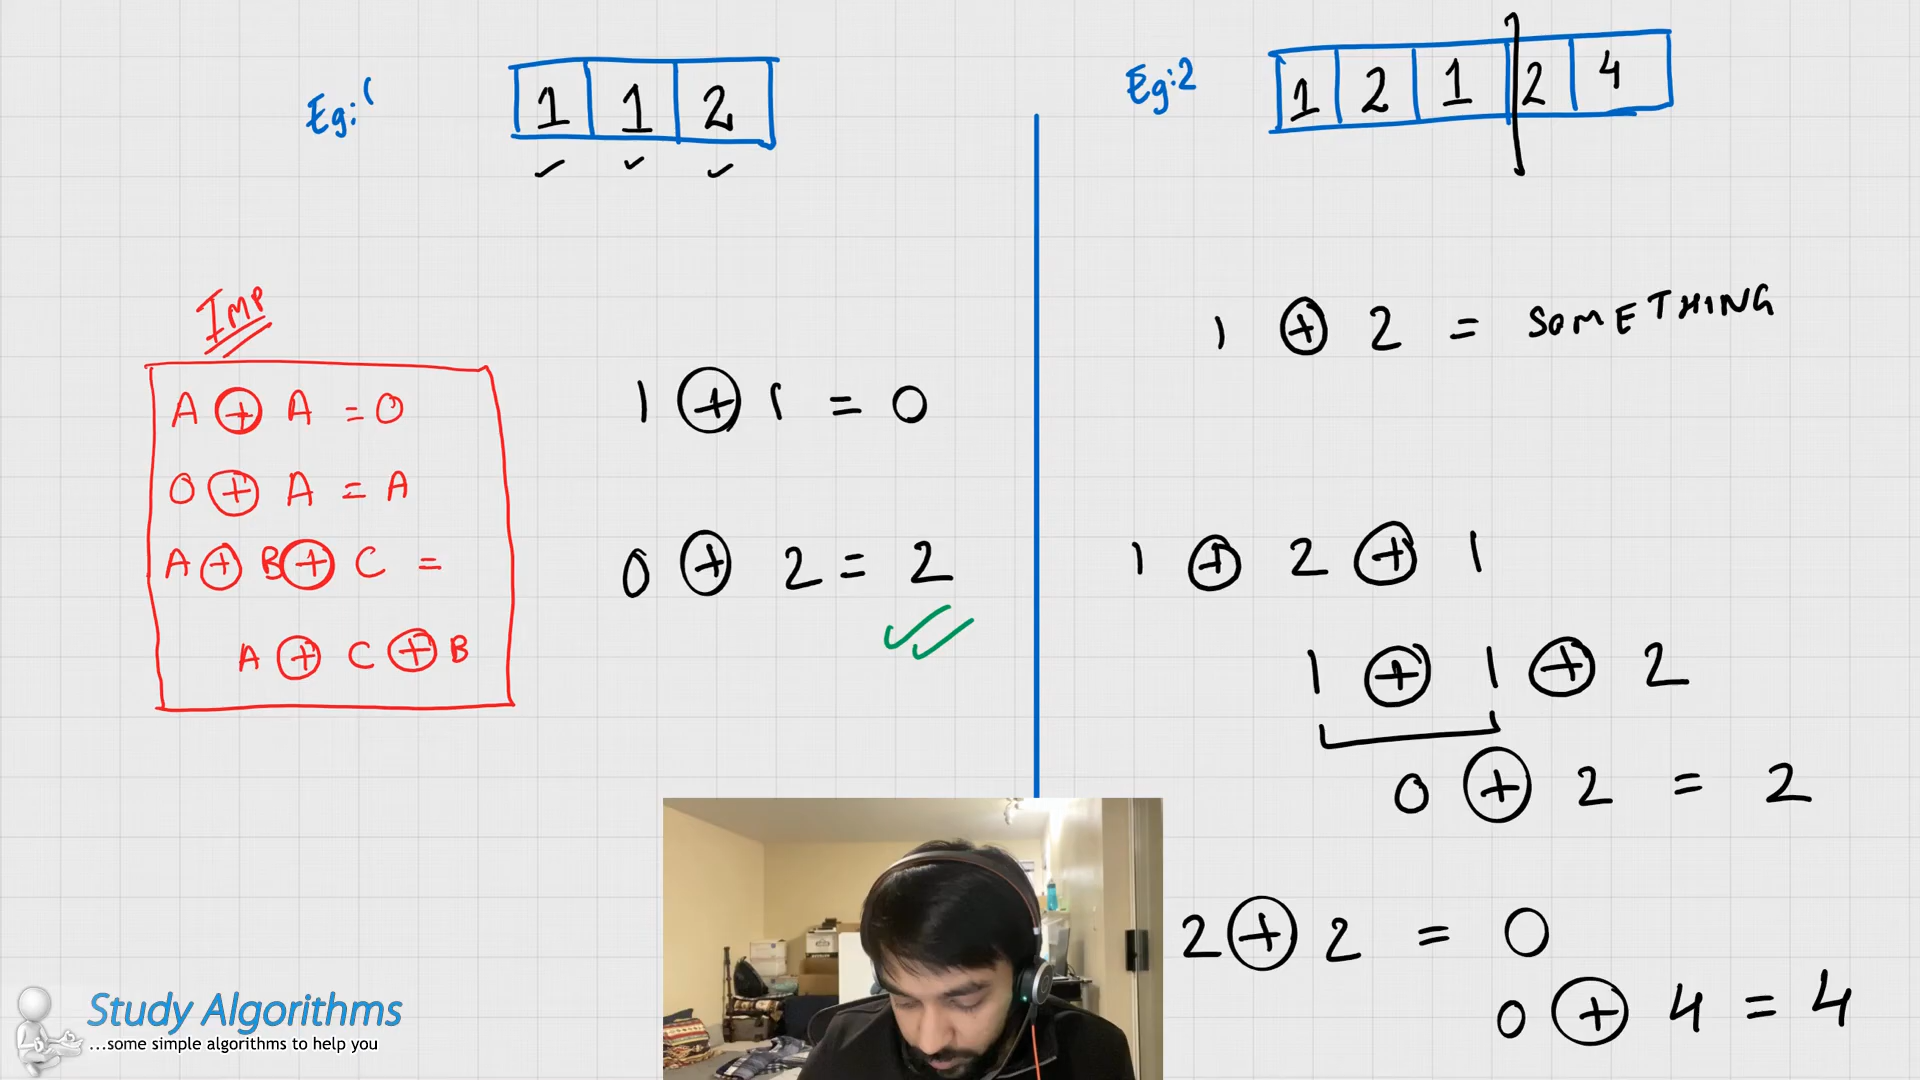 Eg:1
1 1 2
Imp
A ⊕ A = 0
0 ⊕ A = A
A ⊕ B ⊕ C =
A ⊕ C ⊕ B
1 ⊕ 1 = 0
0 ⊕ 2 = 2
Eg:2
1 2 1 2 4
1 ⊕ 2 = SOMETHING
1 ⊕ 2 ⊕ 1
1 ⊕ 1 ⊕ 2
0 ⊕ 2 = 2
2 ⊕ 2 = 0
0 ⊕ 4 = 4
Study Algorithms
...some simple algorithms to help you